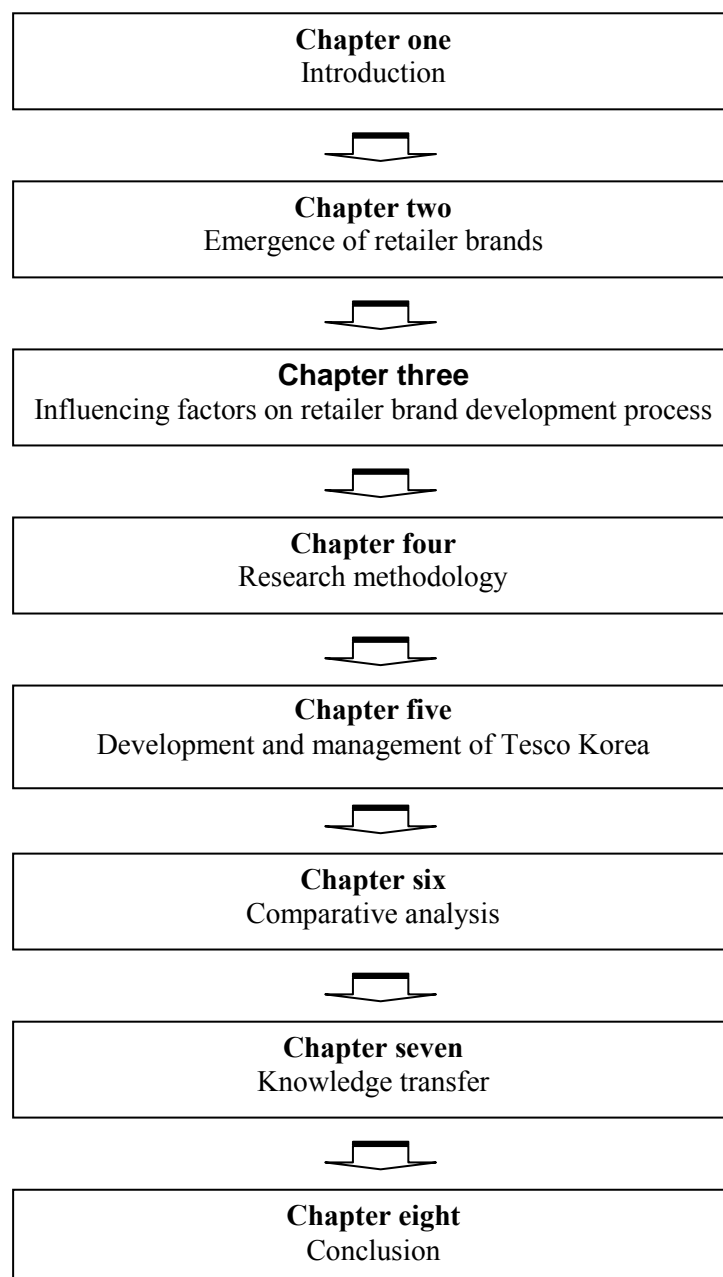 Chapter one
Introduction
Chapter two
Emergence of retailer brands
Chapter three
Influencing factors on retailer brand development process
Chapter four
Research methodology
Chapter five
Development and management of Tesco Korea
Chapter six
Comparative analysis
Chapter seven
Knowledge transfer
Chapter eight
Conclusion